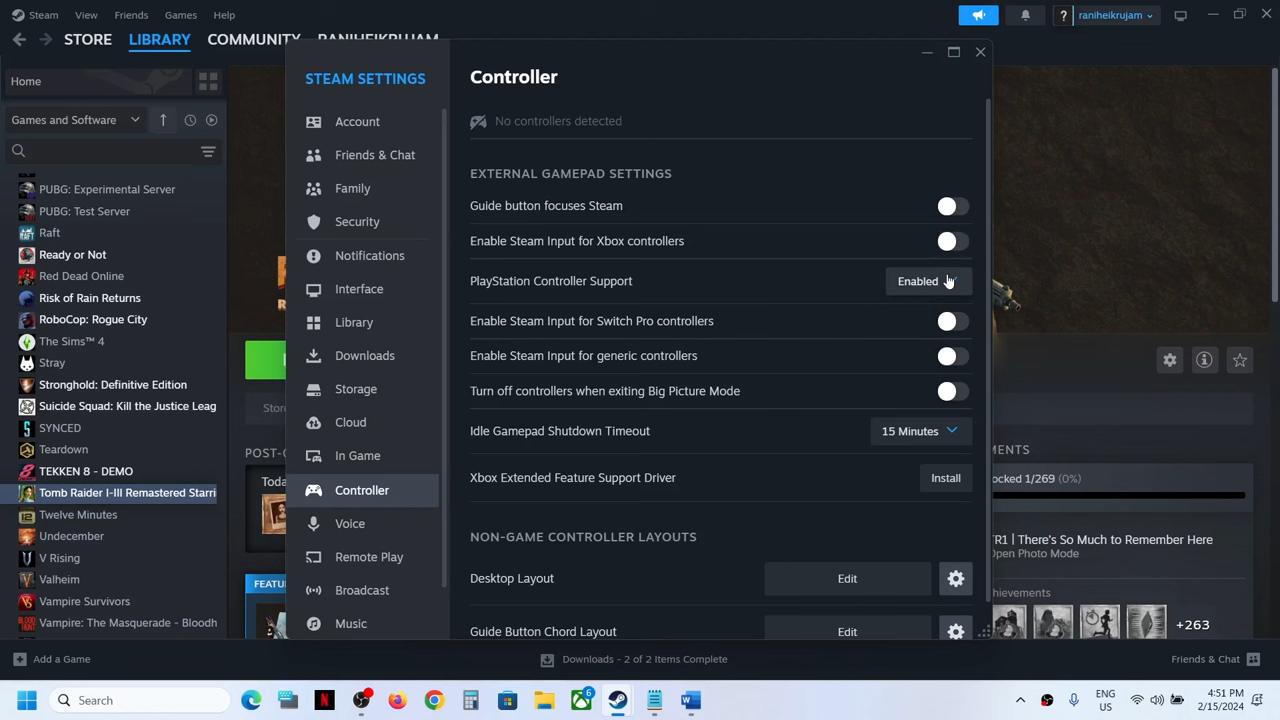 Steam View Friends Games Help raniheikrujam
STORE LIBRARY COMMUNITY RANIHEIKRUJAM
Home
Games and Software
PUBG: Experimental Server
PUBG: Test Server
Raft
Ready or Not
Red Dead Online
Risk of Rain Returns
RoboCop: Rogue City
The Sims™ 4
Stray
Stronghold: Definitive Edition
Suicide Squad: Kill the Justice Leag
SYNCED
Teardown
TEKKEN 8 - DEMO
Tomb Raider I-III Remastered Starri
Twelve Minutes
Undecember
V Rising
Valheim
Vampire Survivors
Vampire: The Masquerade - Bloodh
Store
POST-G
Toda
FEATU
STEAM SETTINGS
Account
Friends & Chat
Family
Security
Notifications
Interface
Library
Downloads
Storage
Cloud
In Game
Controller
Voice
Remote Play
Broadcast
Music
Controller
No controllers detected
EXTERNAL GAMEPAD SETTINGS
Guide button focuses Steam
Enable Steam Input for Xbox controllers
PlayStation Controller Support Enabled
Enable Steam Input for Switch Pro controllers
Enable Steam Input for generic controllers
Turn off controllers when exiting Big Picture Mode
Idle Gamepad Shutdown Timeout 15 Minutes
Xbox Extended Feature Support Driver Install
NON-GAME CONTROLLER LAYOUTS
Desktop Layout Edit
Guide Button Chord Layout Edit
MENTS
ocked 1/269 (0%)
TR1 | There's So Much to Remember Here
Open Photo Mode
hievements
+263
Add a Game Downloads - 2 of 2 Items Complete Friends & Chat
Search 6 ENG 4:51 PM
IN 2/15/2024